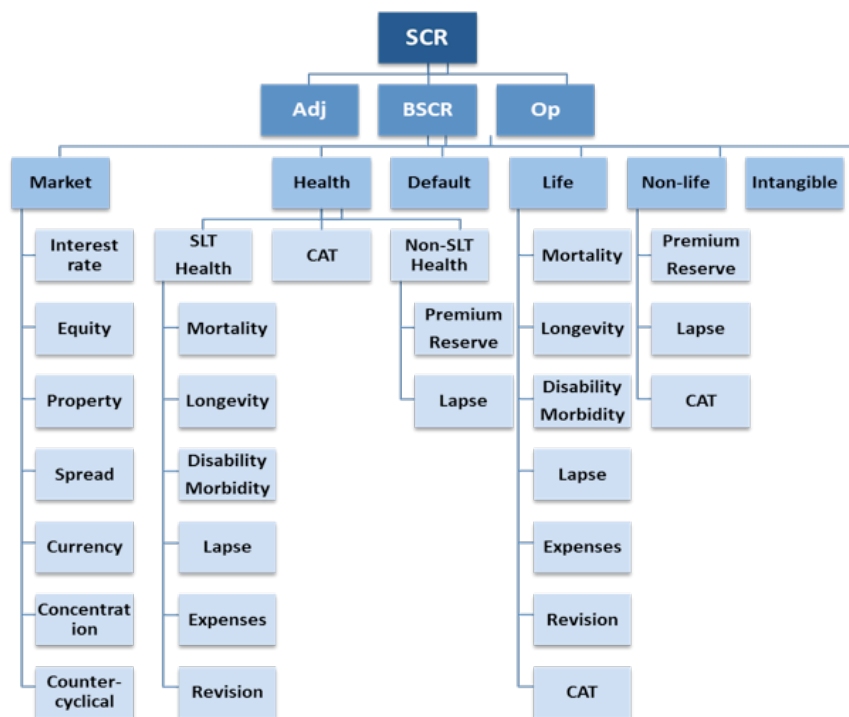 SCR
Adj
BSCR
Op
Market
Health
Default
Life
Non-life
Intangible
Interest
rate
Equity
Property
Spread
Currency
Concentrat
ion
Counter-
cyclical
SLT
Health
Mortality
Longevity
Disability
Morbidity
Lapse
Expenses
Revision
CAT
Non-SLT
Health
Premium
Reserve
Lapse
Mortality
Longevity
Disability
Morbidity
Lapse
Expenses
Revision
CAT
Premium
Reserve
Lapse
CAT